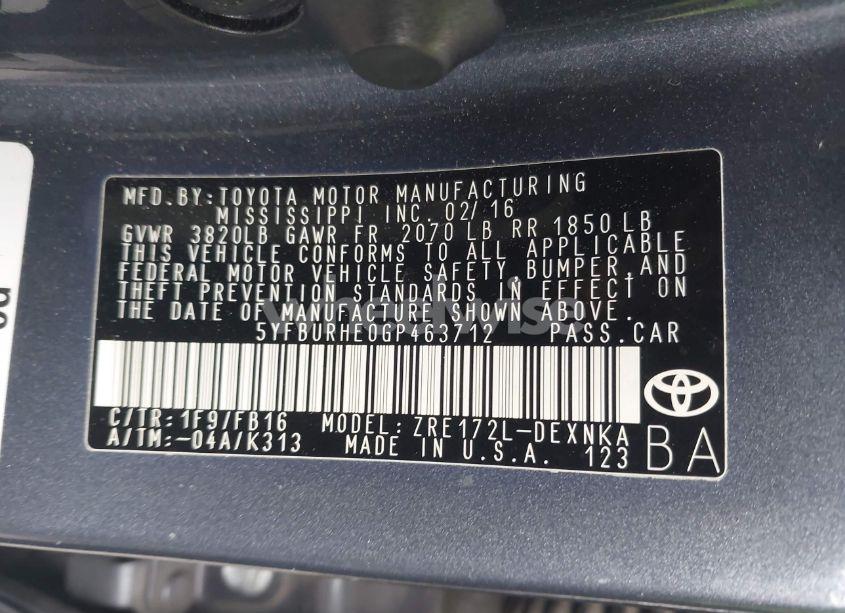 MFD.BY:TOYOTA MOTOR MANUFACTURING
MISSISSIPPI INC. 02/16
GVWR 3820LB GAWR FR 2070 LB RR 1850 LB
THIS VEHICLE CONFORMS TO ALL APPLICABLE
FEDERAL MOTOR VEHICLE SAFETY, BUMPER,AND
THEFT PREVENTION STANDARDS IN EFFECT ON
THE DATE OF MANUFACTURE SHOWN ABOVE.
5YFBURHE0GP463712 PASS.CAR
C/TR:1F9/FB16 MODEL:ZRE172L-DEXNKA
A/TM:-04A/K313 MADE IN U.S.A. 123 BA